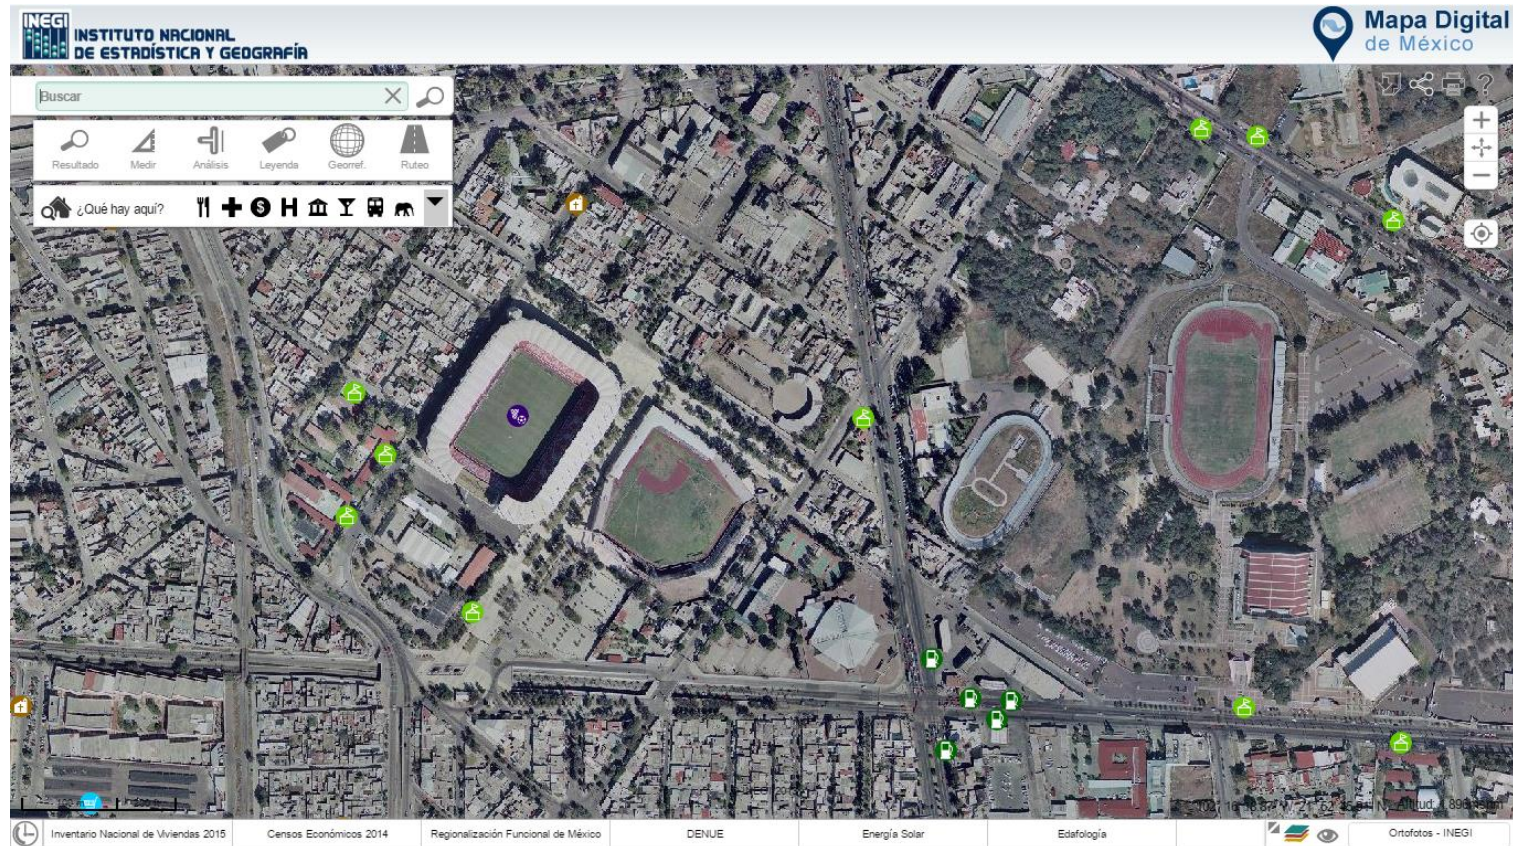 INEGI
INSTITUTO NACIONAL
DE ESTADÍSTICA Y GEOGRAFÍA
Mapa Digital
de México
Buscar
Resultado
Medir
Análisis
Leyenda
Georref.
Ruteo
¿Qué hay aquí?
S
H
?
Inventario Nacional de Viviendas 2015
Censos Económicos 2014
Regionalización Funcional de México
DENUE
Energía Solar
Edafología
Ortofotos - INEGI